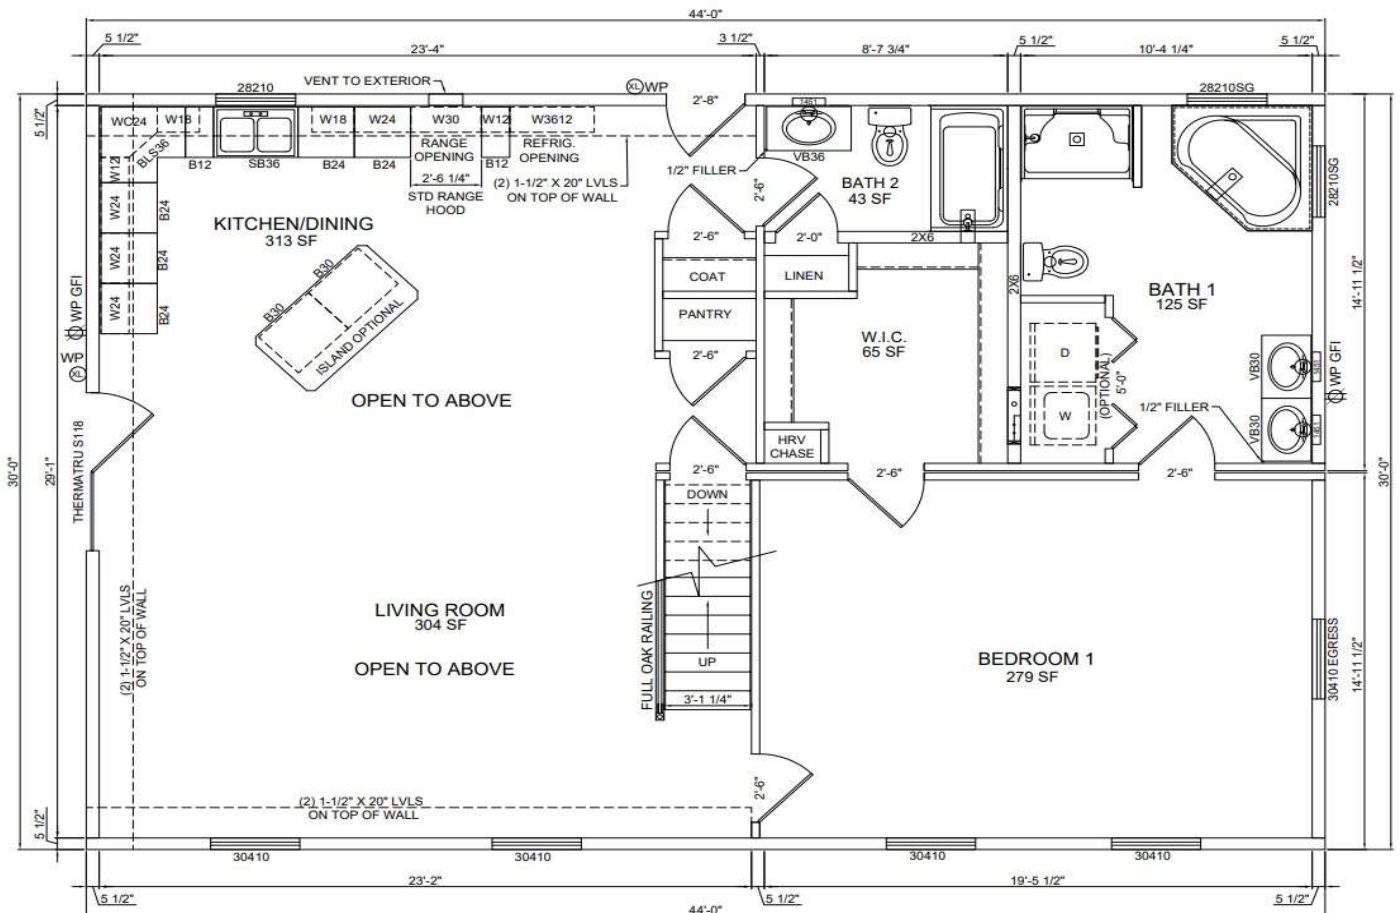 44'-0"
5 1/2"
23'-4"
3 1/2"
8'-7 3/4"
5 1/2"
10'-4 1/4"
5 1/2"
28210
VENT TO EXTERIOR
XL WP
2'-8"
1451
28210SG
5 1/2"
WC24
W18
W18
W24
W30
W12
W3612
BLS36
B12
SB36
B24
B24
RANGE
OPENING
B12
REFRIG.
OPENING
2'-6 1/4"
STD RANGE
HOOD
(2) 1-1/2" X 20" LVLS
ON TOP OF WALL
1/2" FILLER
VB36
2'-6"
BATH 2
43 SF
28210SG
W12
W24
B24
W24
B24
W24
B24
KITCHEN/DINING
313 SF
B30
B30
ISLAND OPTIONAL
2'-6"
2'-0"
2X6
COAT
LINEN
PANTRY
2'-6"
W.I.C.
65 SF
2X6
BATH 1
125 SF
14'-11 1/2"
WP GFI
WP
XL
D
W
(OPTIONAL)
5'-0"
VB30
VB30
1451
WP GFI
1/2" FILLER
OPEN TO ABOVE
HRV
CHASE
2'-6"
2'-6"
2'-6"
DOWN
30'-0"
29'-1"
THERMATRU S118
30'-0"
(2) 1-1/2" X 20" LVLS
ON TOP OF WALL
LIVING ROOM
304 SF
OPEN TO ABOVE
FULL OAK RAILING
UP
3'-1 1/4"
BEDROOM 1
279 SF
30410 EGRESS
14'-11 1/2"
2'-6"
(2) 1-1/2" X 20" LVLS
ON TOP OF WALL
5 1/2"
30410
30410
30410
30410
23'-2"
19'-5 1/2"
5 1/2"
5 1/2"
5 1/2"
44'-0"